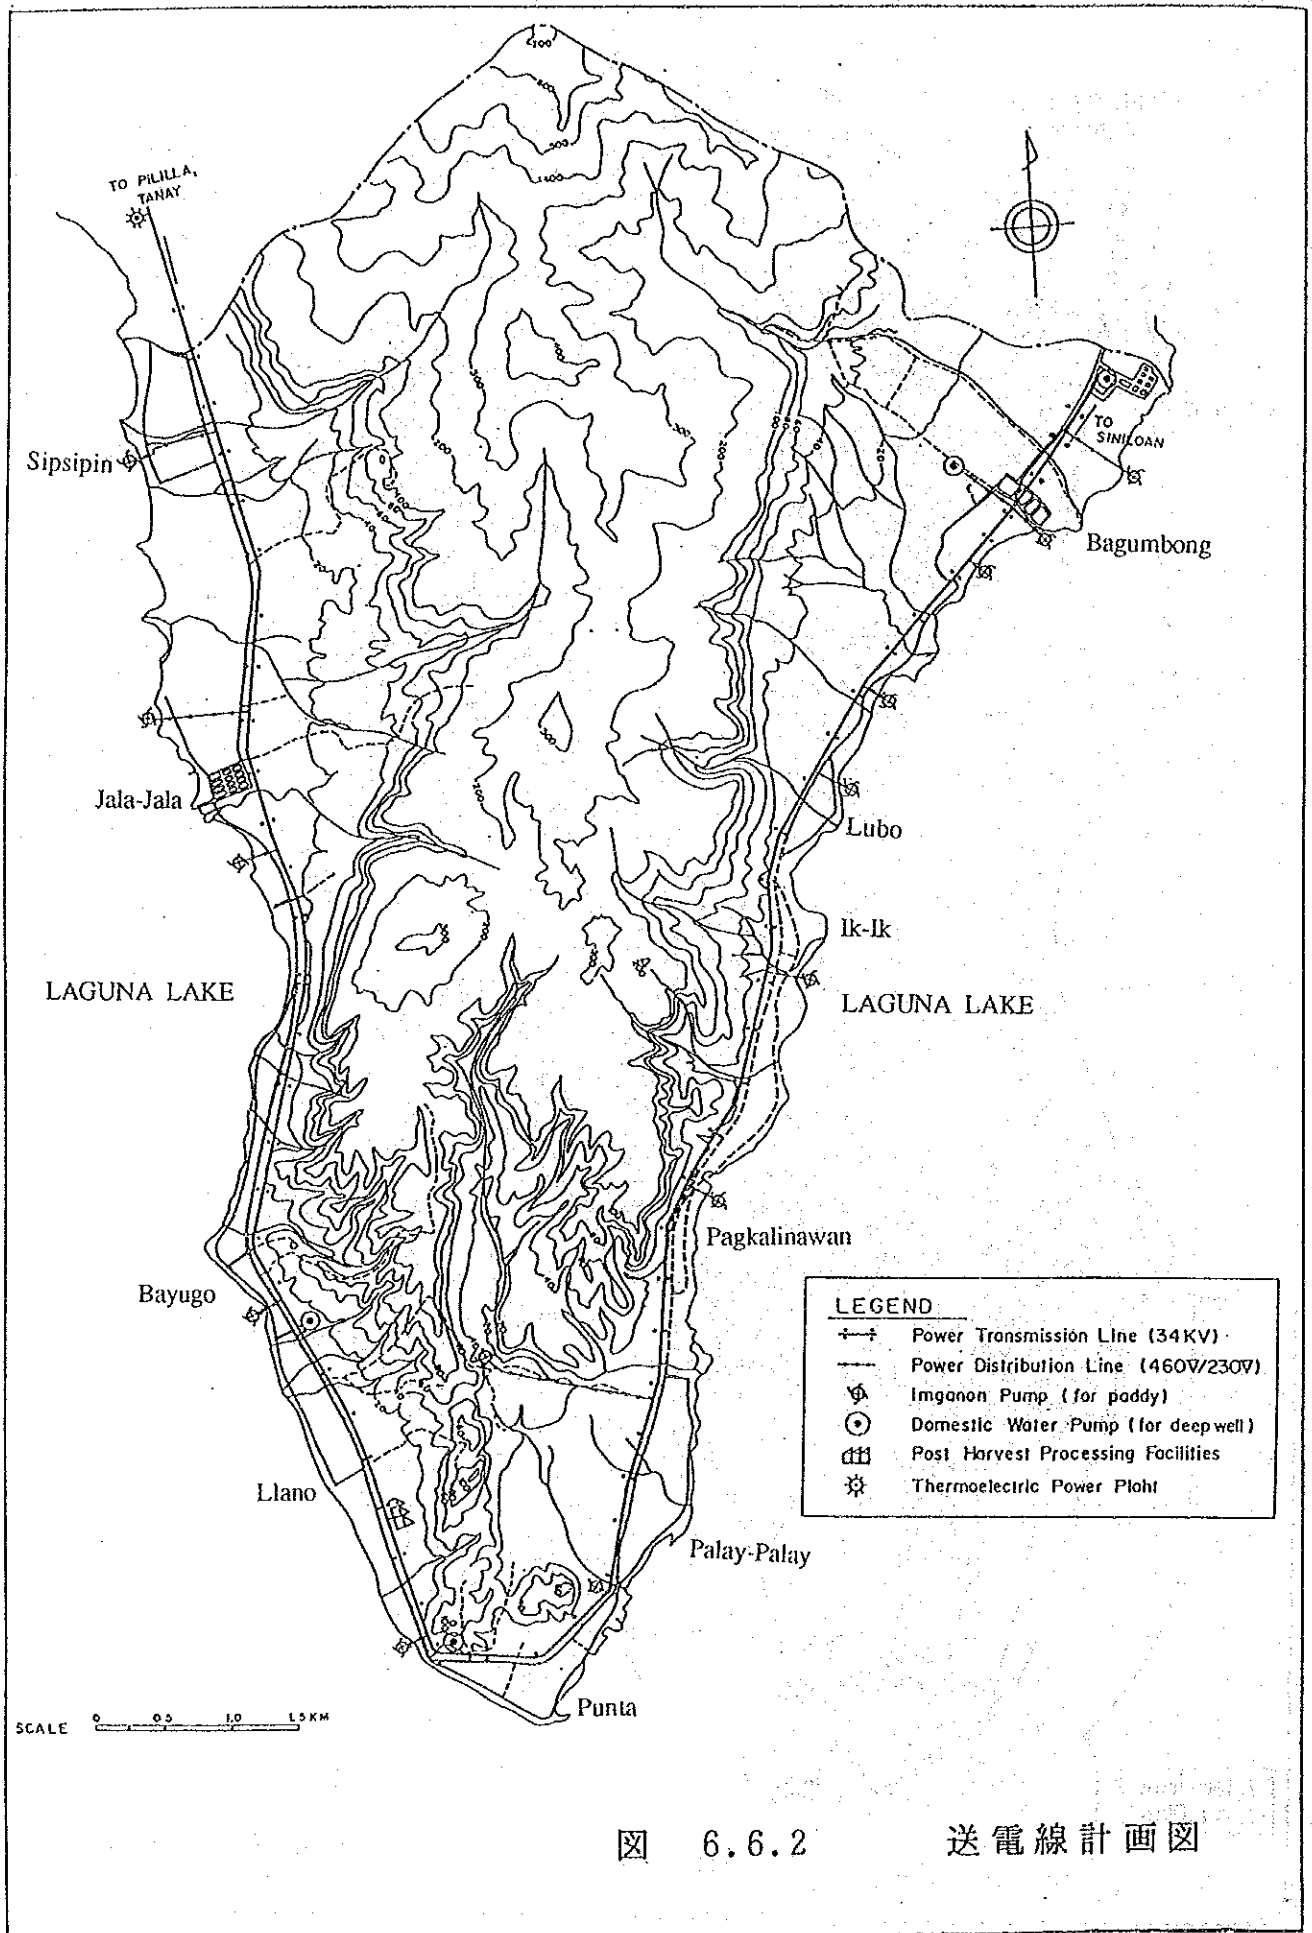 TO PILILLA,
TANAY
TO
SINILOAN
Sipsipin
Bagumbong
Jala-Jala
Lubo
Ik-Ik
LAGUNA LAKE
LAGUNA LAKE
Pagkalinawan
Bayugo
LEGEND
Power Transmission Line (34KV)
Power Distribution Line (460V/230V)
Imganon Pump (for paddy)
Domestic Water Pump (for deep well)
Post Harvest Processing Facilities
Thermoelectric Power Plaht
Llano
Palay-Palay
Punta
SCALE 0 0.5 1.0 1.5 KM
図 6.6.2 送電線計画図